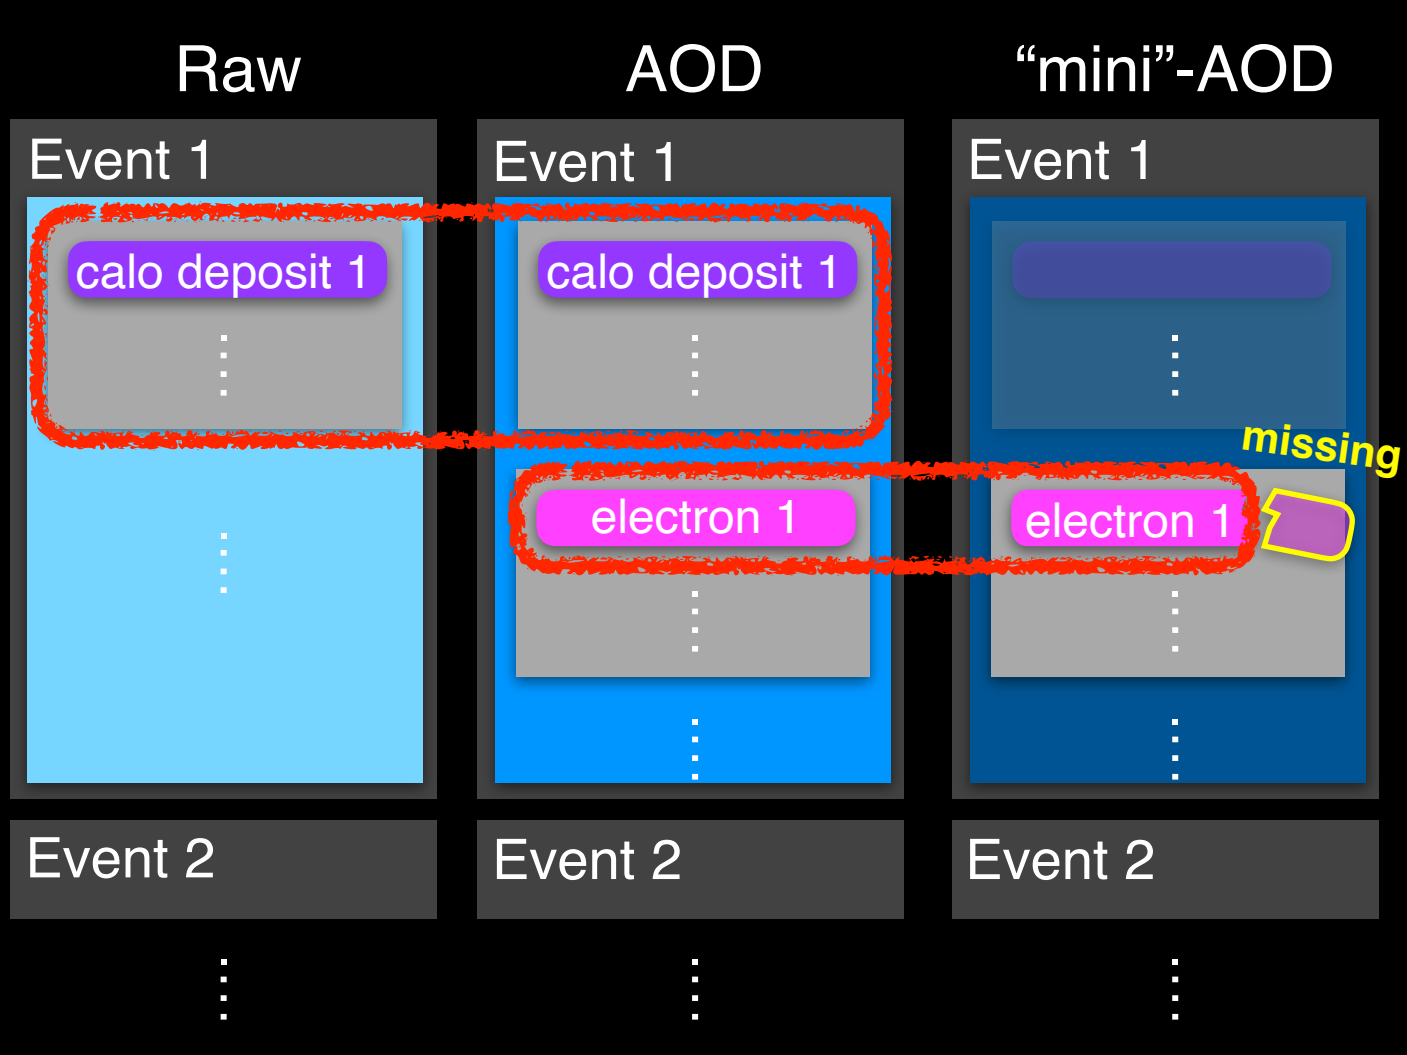 Raw
AOD
“mini”-AOD
Event 1
Event 1
Event 1
calo deposit 1
calo deposit 1
missing
electron 1
electron 1
Event 2
Event 2
Event 2